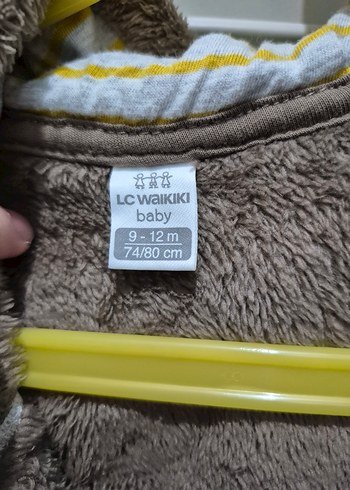 LC WAIKIKI
baby
9 - 12 m
74/80 cm